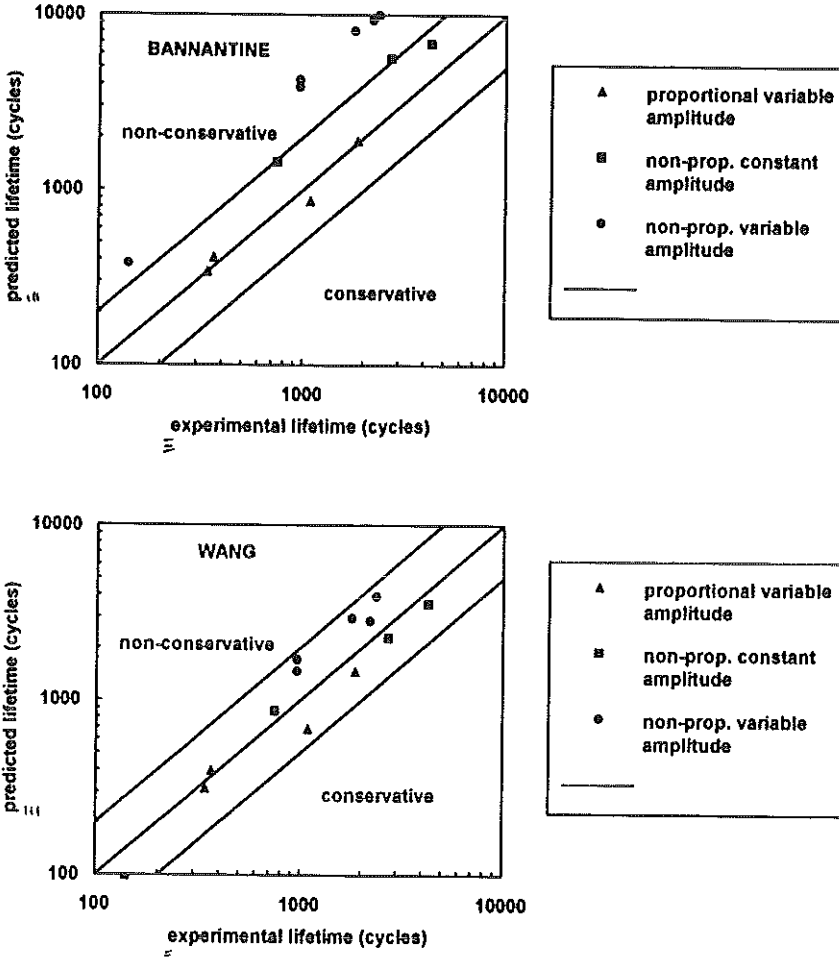 10000
BANNANTINE
non-conservative
1000
conservative
100
predicted lifetime (cycles)
100
1000
10000
experimental lifetime (cycles)
proportional variable
amplitude
non-prop. constant
amplitude
non-prop. variable
amplitude
10000
WANG
non-conservative
1000
conservative
100
predicted lifetime (cycles)
100
1000
10000
experimental lifetime (cycles)
proportional variable
amplitude
non-prop. constant
amplitude
non-prop. variable
amplitude